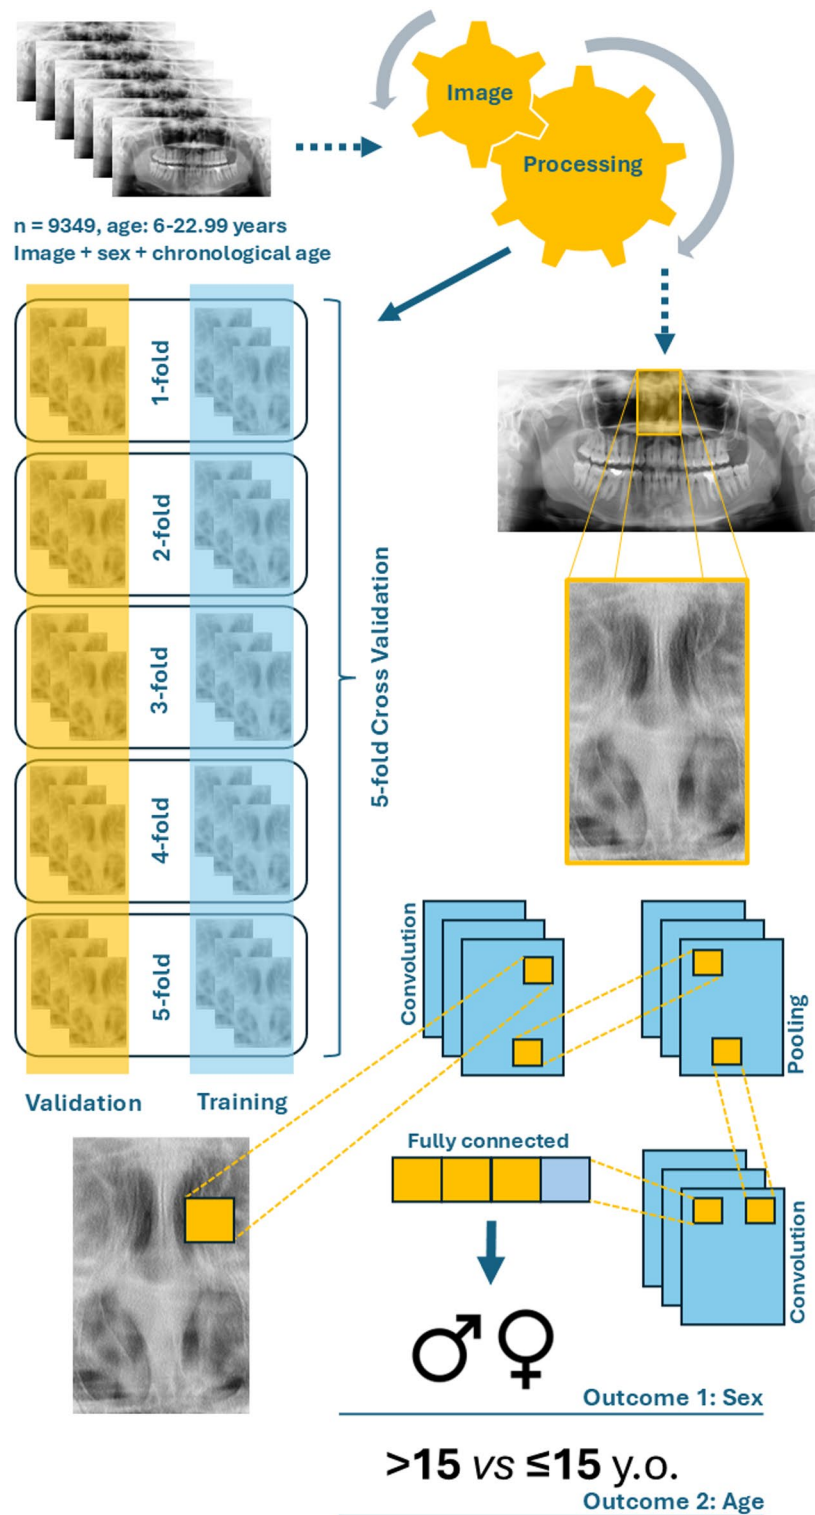 Image
Processing
n = 9349, age: 6-22.99 years
Image + sex + chronological age
1-fold
2-fold
3-fold
4-fold
5-fold
5-fold Cross Validation
Validation
Training
Convolution
Pooling
Fully connected
Convolution
Outcome 1: Sex
>15 vs ≤15 y.o.
Outcome 2: Age